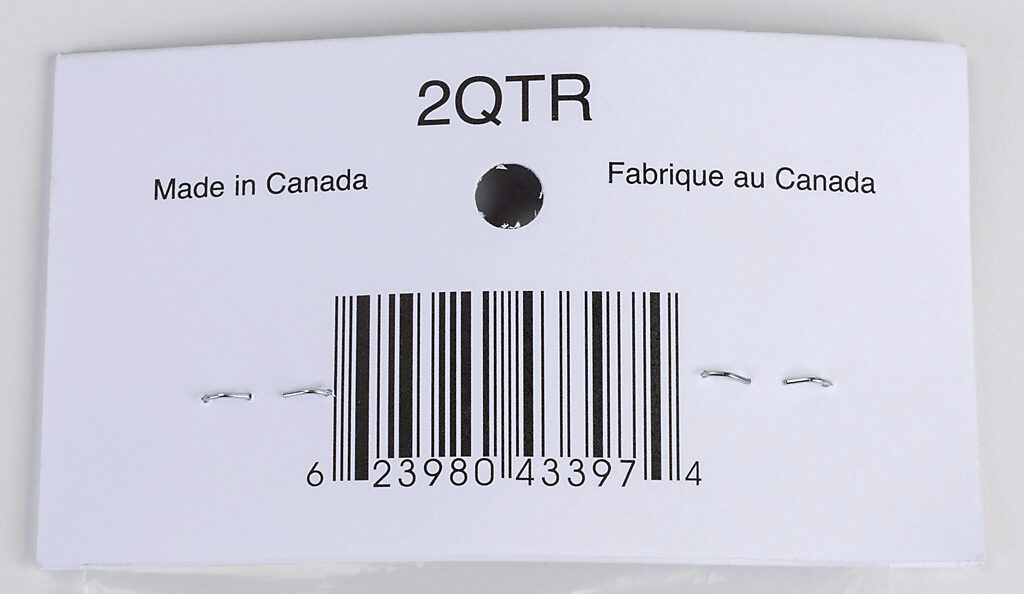 2QTR
Made in Canada
Fabrique au Canada
6 23980 43397 4